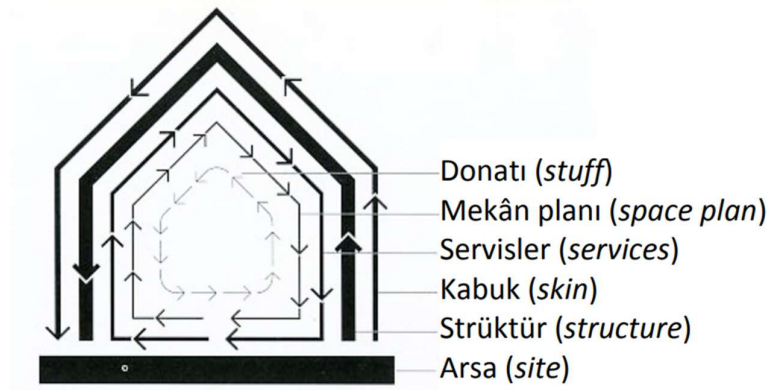 Donatı (stuff)
Mekân planı (space plan)
Servisler (services)
Kabuk (skin)
Strüktür (structure)
Arsa (site)